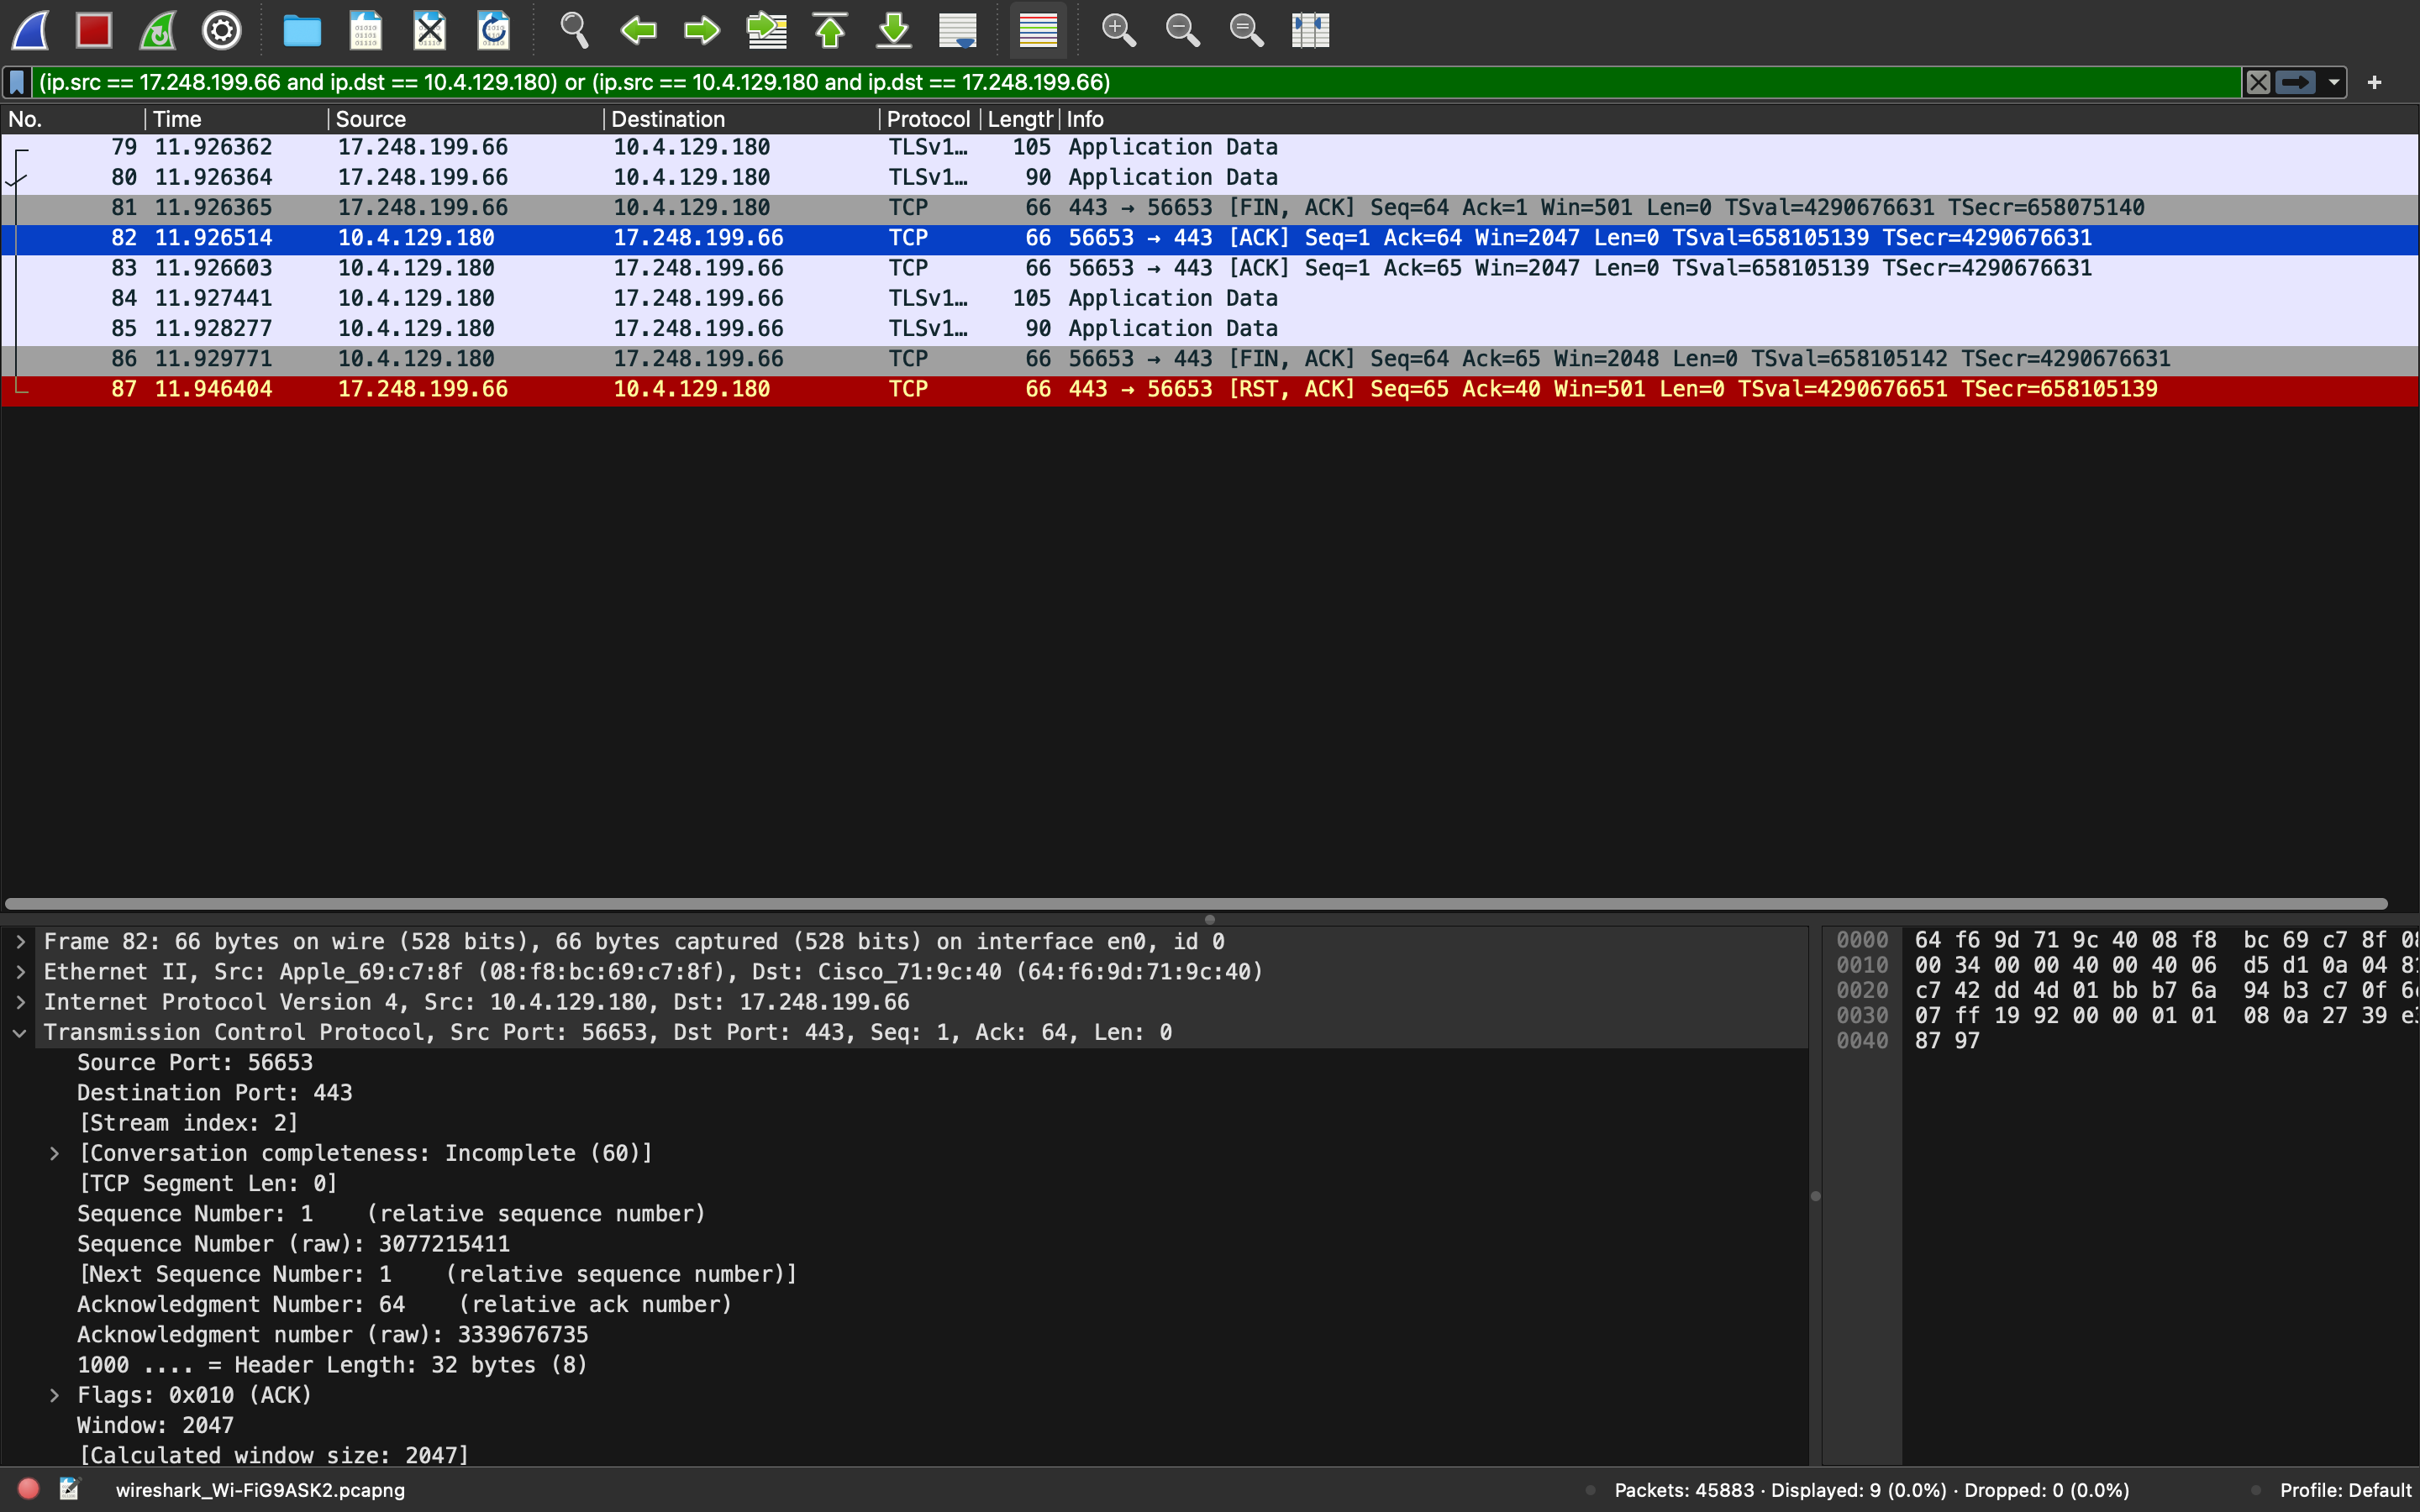 (ip.src == 17.248.199.66 and ip.dst == 10.4.129.180) or (ip.src == 10.4.129.180 and ip.dst == 17.248.199.66)
No. Time Source Destination Protocol Length Info
79 11.926362 17.248.199.66 10.4.129.180 TLSv1… 105 Application Data
80 11.926364 17.248.199.66 10.4.129.180 TLSv1… 90 Application Data
81 11.926365 17.248.199.66 10.4.129.180 TCP 66 443 → 56653 [FIN, ACK] Seq=64 Ack=1 Win=501 Len=0 TSval=4290676631 TSecr=658075140
82 11.926514 10.4.129.180 17.248.199.66 TCP 66 56653 → 443 [ACK] Seq=1 Ack=64 Win=2047 Len=0 TSval=658105139 TSecr=4290676631
83 11.926603 10.4.129.180 17.248.199.66 TCP 66 56653 → 443 [ACK] Seq=1 Ack=65 Win=2047 Len=0 TSval=658105139 TSecr=4290676631
84 11.927441 10.4.129.180 17.248.199.66 TLSv1… 105 Application Data
85 11.928277 10.4.129.180 17.248.199.66 TLSv1… 90 Application Data
86 11.929771 10.4.129.180 17.248.199.66 TCP 66 56653 → 443 [FIN, ACK] Seq=64 Ack=65 Win=2048 Len=0 TSval=658105142 TSecr=4290676631
87 11.946404 17.248.199.66 10.4.129.180 TCP 66 443 → 56653 [RST, ACK] Seq=65 Ack=40 Win=501 Len=0 TSval=4290676651 TSecr=658105139
Frame 82: 66 bytes on wire (528 bits), 66 bytes captured (528 bits) on interface en0, id 0
Ethernet II, Src: Apple_69:c7:8f (08:f8:bc:69:c7:8f), Dst: Cisco_71:9c:40 (64:f6:9d:71:9c:40)
Internet Protocol Version 4, Src: 10.4.129.180, Dst: 17.248.199.66
Transmission Control Protocol, Src Port: 56653, Dst Port: 443, Seq: 1, Ack: 64, Len: 0
Source Port: 56653
Destination Port: 443
[Stream index: 2]
[Conversation completeness: Incomplete (60)]
[TCP Segment Len: 0]
Sequence Number: 1 (relative sequence number)
Sequence Number (raw): 3077215411
[Next Sequence Number: 1 (relative sequence number)]
Acknowledgment Number: 64 (relative ack number)
Acknowledgment number (raw): 3339676735
1000 .... = Header Length: 32 bytes (8)
Flags: 0x010 (ACK)
Window: 2047
[Calculated window size: 2047]
0000 64 f6 9d 71 9c 40 08 f8 bc 69 c7 8f
0010 00 34 00 00 40 00 40 06 d5 d1 0a 04
0020 c7 42 dd 4d 01 bb b7 6a 94 b3 c7 0f
0030 07 ff 19 92 00 00 01 01 08 0a 27 39
0040 87 97
wireshark_Wi-FiG9ASK2.pcapng
Packets: 45883 · Displayed: 9 (0.0%) · Dropped: 0 (0.0%)
Profile: Default